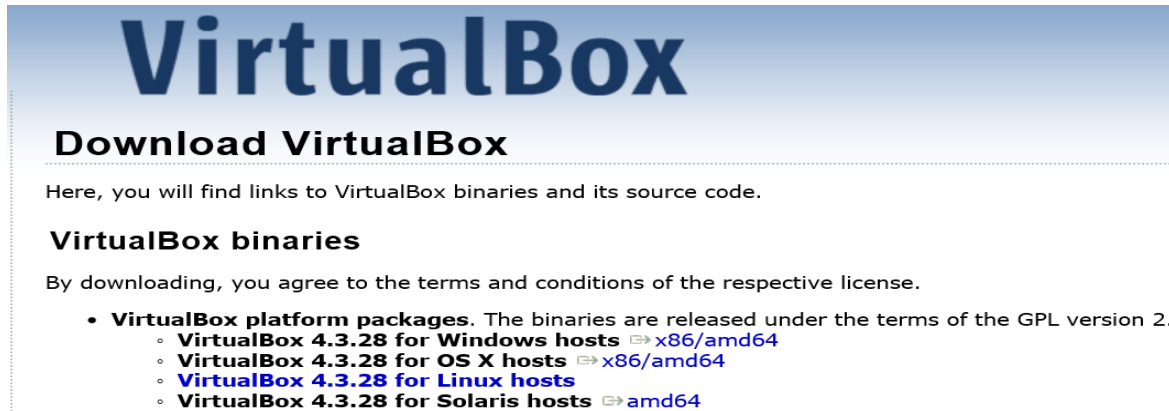 VirtualBox
Download VirtualBox
Here, you will find links to VirtualBox binaries and its source code.
VirtualBox binaries
By downloading, you agree to the terms and conditions of the respective license.
• VirtualBox platform packages. The binaries are released under the terms of the GPL version 2.
◦ VirtualBox 4.3.28 for Windows hosts x86/amd64
◦ VirtualBox 4.3.28 for OS X hosts x86/amd64
◦ VirtualBox 4.3.28 for Linux hosts
◦ VirtualBox 4.3.28 for Solaris hosts amd64